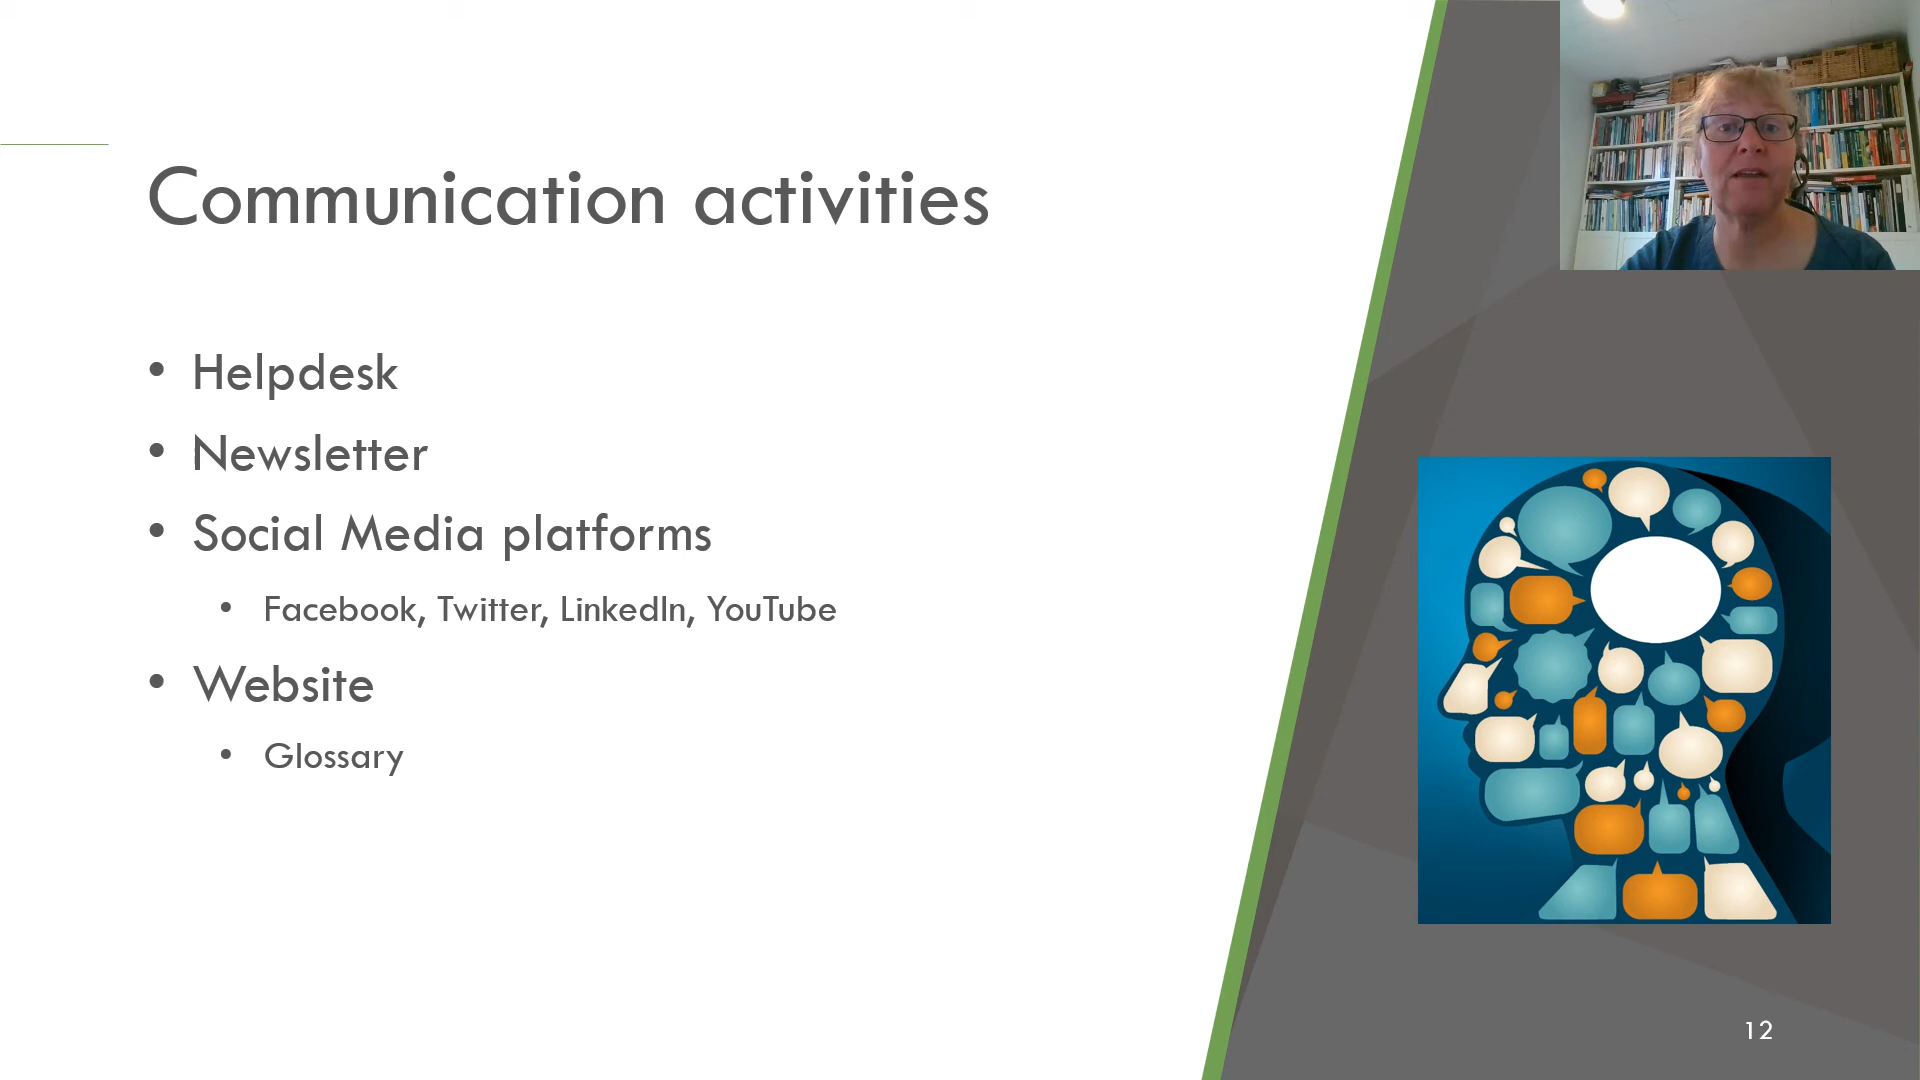 Communication activities
• Helpdesk
• Newsletter
• Social Media platforms
• Facebook, Twitter, LinkedIn, YouTube
• Website
• Glossary
12